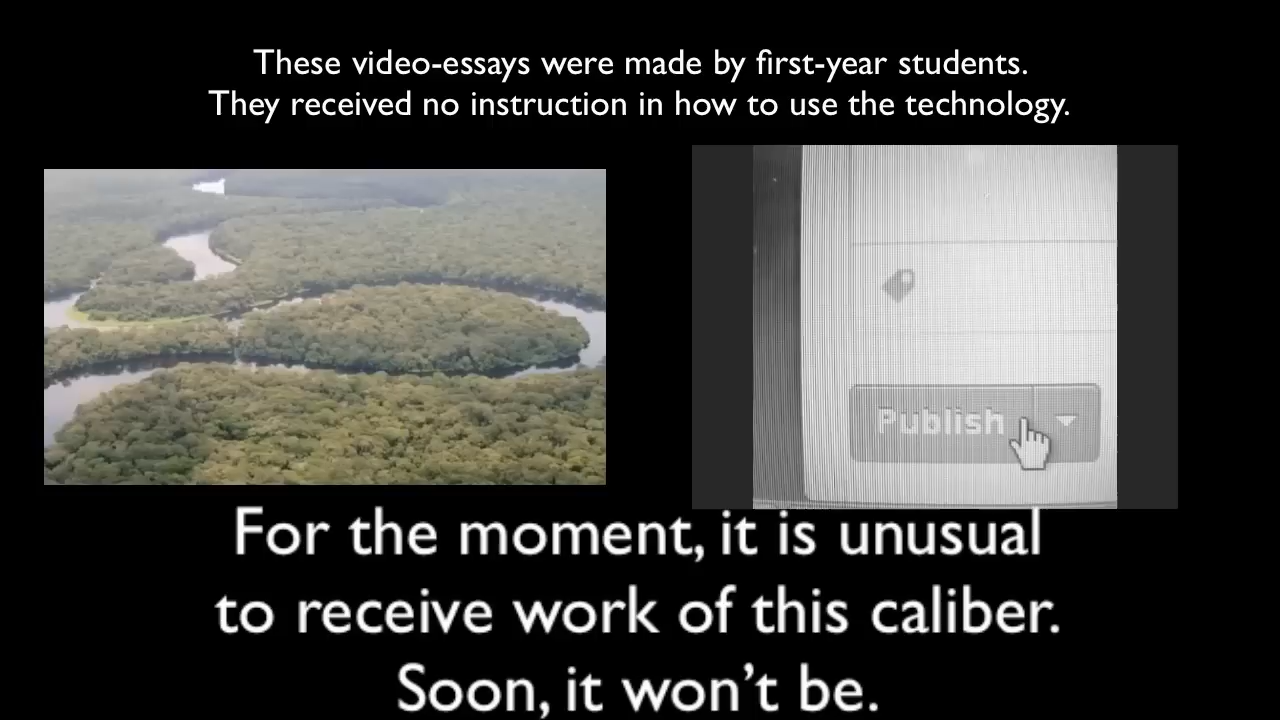 These video-essays were made by first-year students.
They received no instruction in how to use the technology.
Publish
For the moment, it is unusual
to receive work of this caliber.
Soon, it won't be.